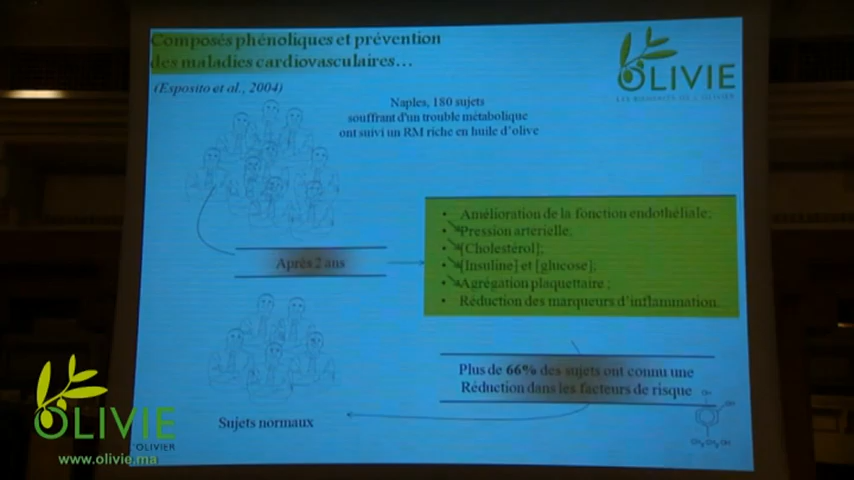 Composés phénoliques et prévention
des maladies cardiovasculaires…
(Esposito et al., 2004)
OLIVIE
Naples, 180 sujets
souffrant d'un trouble métabolique
ont suivi un RM riche en huile d'olive
• Amélioration de la fonction endothéliale;
• Pression artérielle;
• [Cholestérol];
• [Insuline] et [glucose];
• Agrégation plaquettaire ;
• Réduction des marqueurs d'inflammation.
Après 2 ans
Plus de 66% des sujets ont connu une
Réduction dans les facteurs de risque
Sujets normaux
OH
OH
CH2CH2OH
OLIVIE
L'OLIVIER
www.olivie.ma